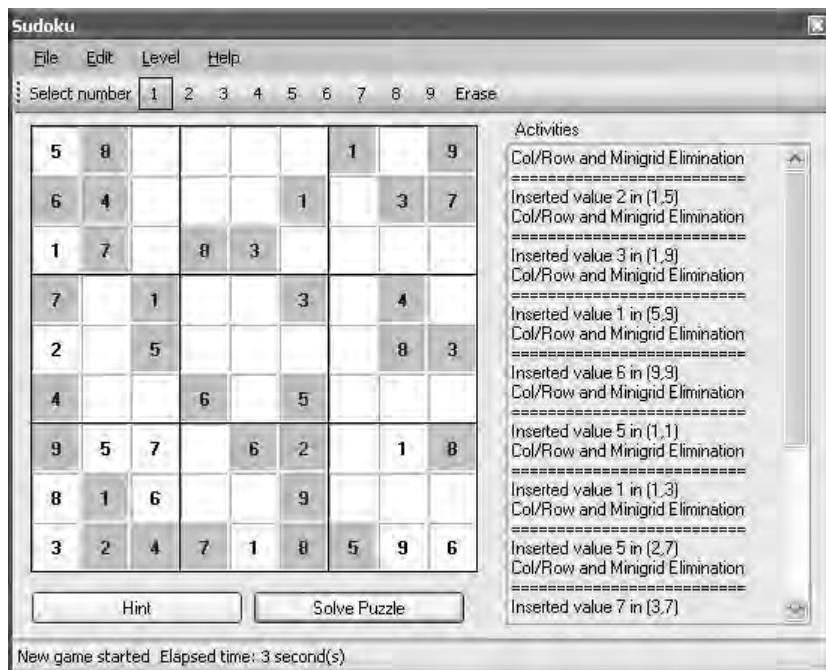 Sudoku
File Edit Level Help
Select number 1 2 3 4 5 6 7 8 9 Erase
5 8 1 9
6 4 1 3 7
1 7 8 3
7 1 3 4
2 5 8 3
4 6 5
9 5 7 6 2 1 8
8 1 6 9
3 2 4 7 1 8 5 9 6
Hint Solve Puzzle
Activities
Col/Row and Minigrid Elimination
==========================
Inserted value 2 in (1,5)
Col/Row and Minigrid Elimination
==========================
Inserted value 3 in (1,9)
Col/Row and Minigrid Elimination
==========================
Inserted value 1 in (5,9)
Col/Row and Minigrid Elimination
==========================
Inserted value 6 in (9,9)
Col/Row and Minigrid Elimination
==========================
Inserted value 5 in (1,1)
Col/Row and Minigrid Elimination
==========================
Inserted value 1 in (1,3)
Col/Row and Minigrid Elimination
==========================
Inserted value 5 in (2,7)
Col/Row and Minigrid Elimination
==========================
Inserted value 7 in (3,7)
New game started Elapsed time: 3 second(s)